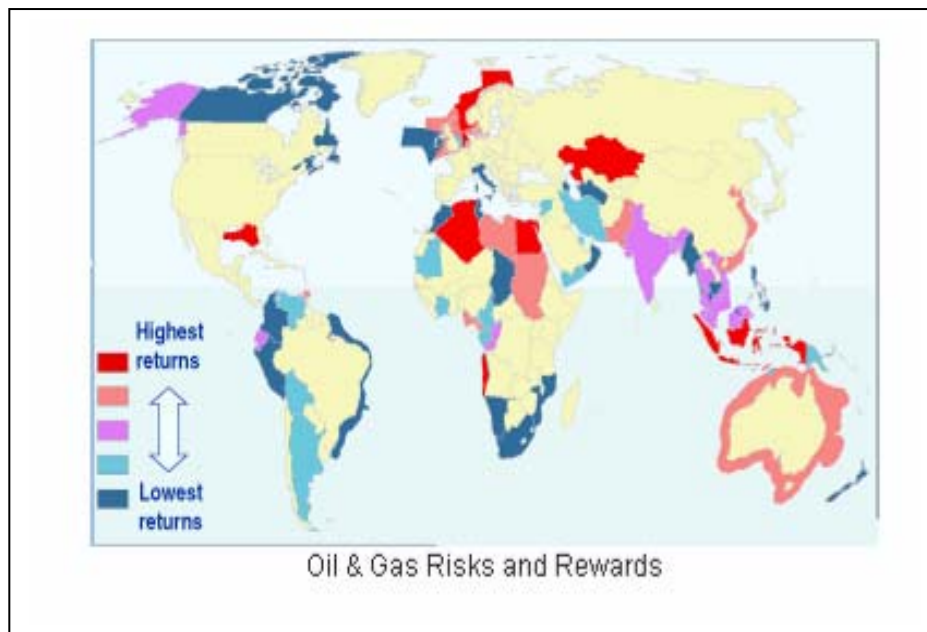 Highest
returns
Lowest
returns
Oil & Gas Risks and Rewards